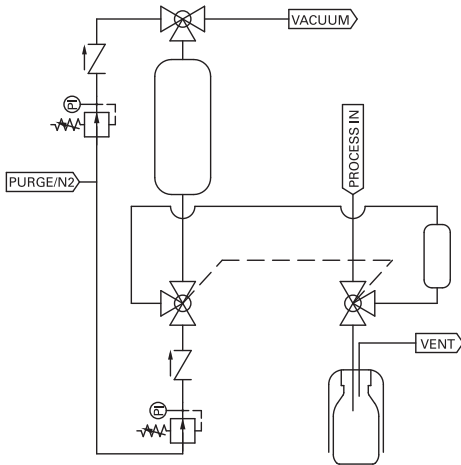 VACUUM
PI
PROCESS IN
PURGE/N2
VENT
PI